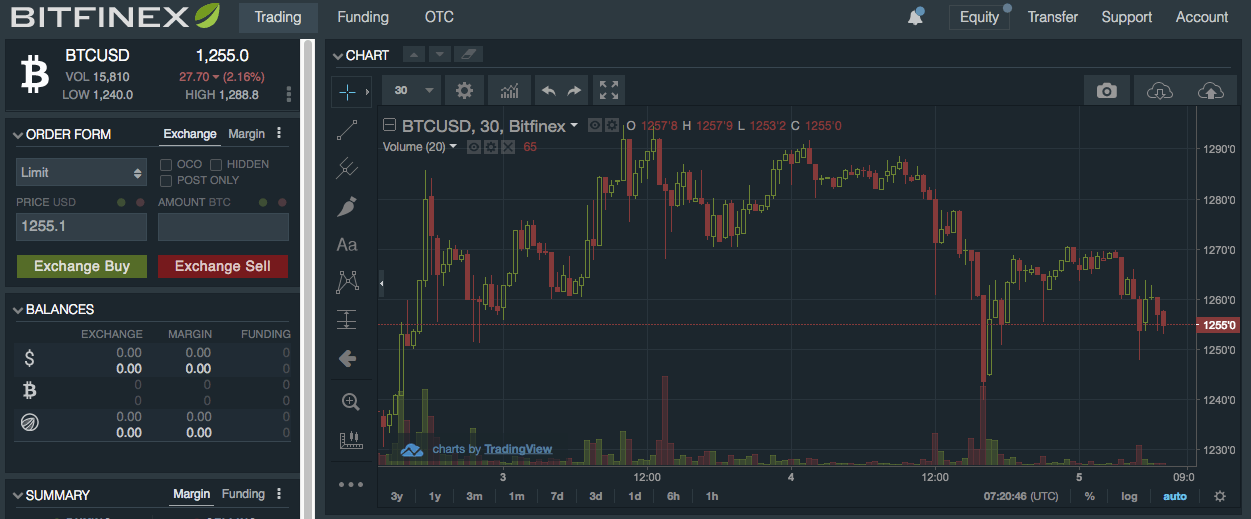 BITFINEX Trading Funding OTC Equity Transfer Support Account
BTCUSD 1,255.0
VOL 15,810 27.70 (2.16%)
LOW 1,240.0 HIGH 1,288.8
ORDER FORM Exchange Margin
Limit OCO HIDDEN
POST ONLY
PRICE USD AMOUNT BTC
1255.1
Exchange Buy Exchange Sell
BALANCES
EXCHANGE MARGIN FUNDING
$ 0.00 0.00 0
0.00 0.00 0
0 0 0
0 0 0
0.00 0.00 0
0.00 0.00 0
SUMMARY Margin Funding
CHART
30
BTCUSD, 30, Bitfinex O 1257'8 H 1257'9 L 1253'2 C 1255'0
Volume (20) 65
Aa
1290'0
1280'0
1270'0
1260'0
1255'0
1250'0
1240'0
1230'0
charts by TradingView
3 12:00 4 12:00 5 09:0
3y 1y 3m 1m 7d 3d 1d 6h 1h 07:20:46 (UTC) % log auto